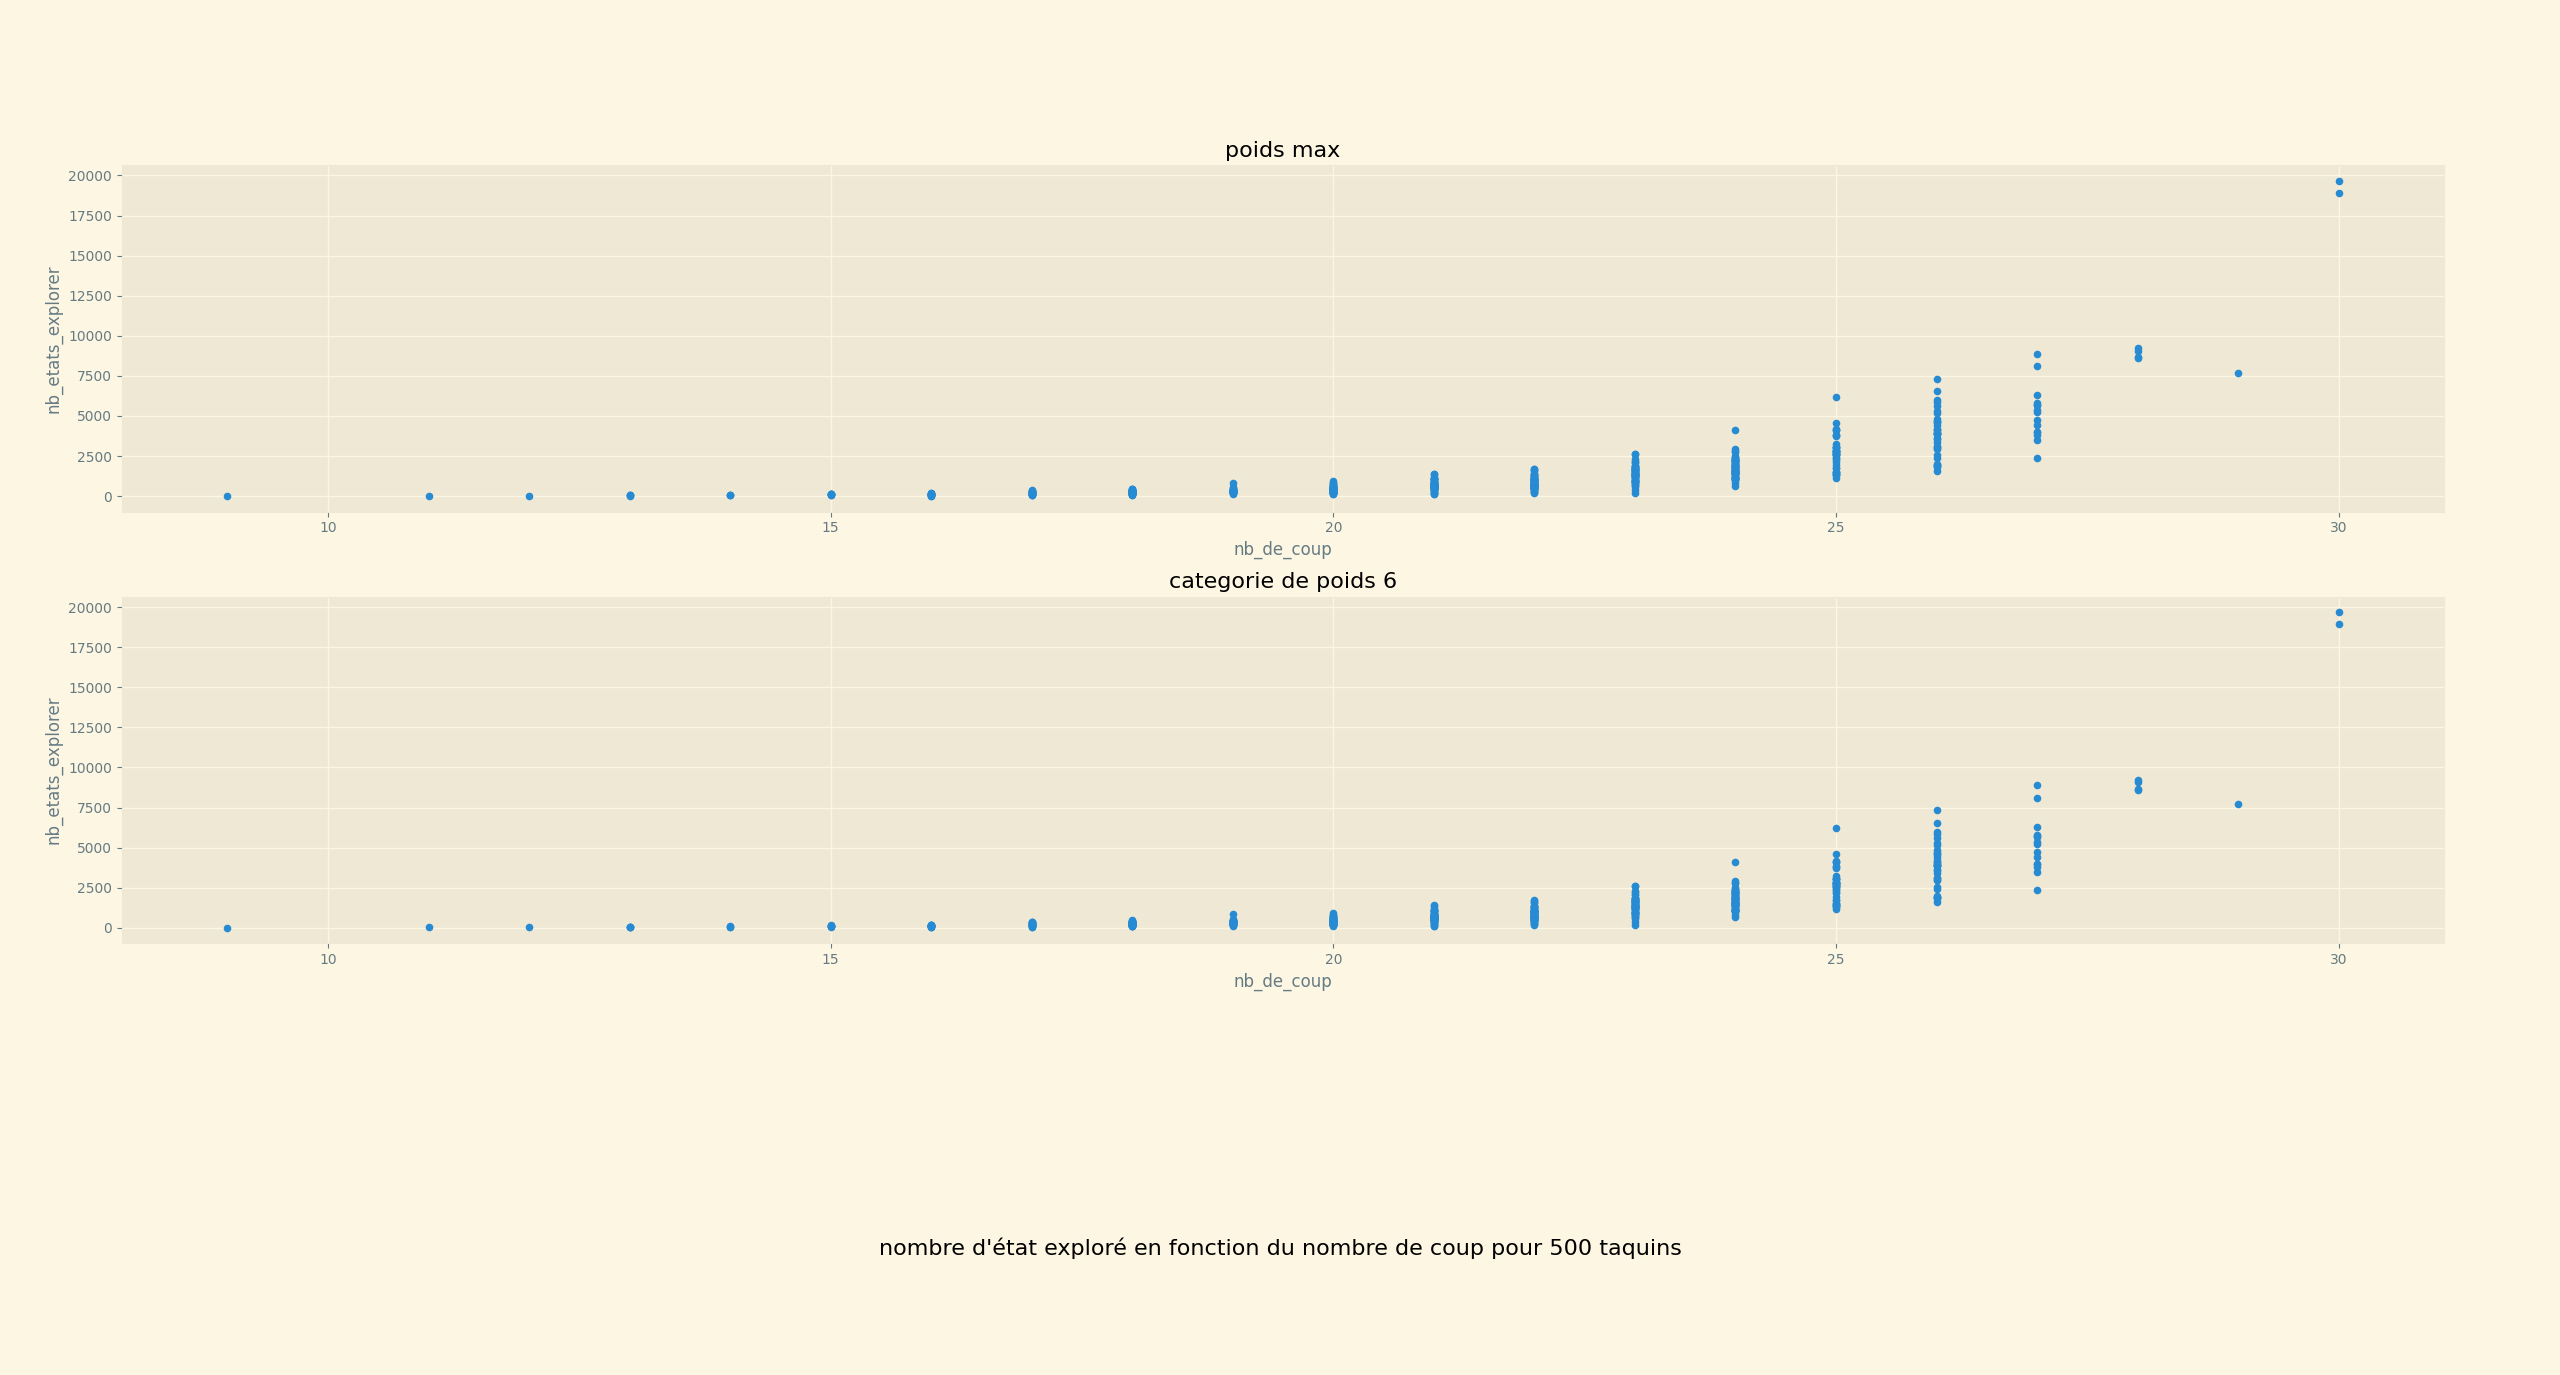 poids max
20000
17500
15000
12500
10000
7500
5000
2500
0
nb_etats_explorer
10 15 20 25 30
nb_de_coup
categorie de poids 6
20000
17500
15000
12500
10000
7500
5000
2500
0
nb_etats_explorer
10 15 20 25 30
nb_de_coup
nombre d'état exploré en fonction du nombre de coup pour 500 taquins